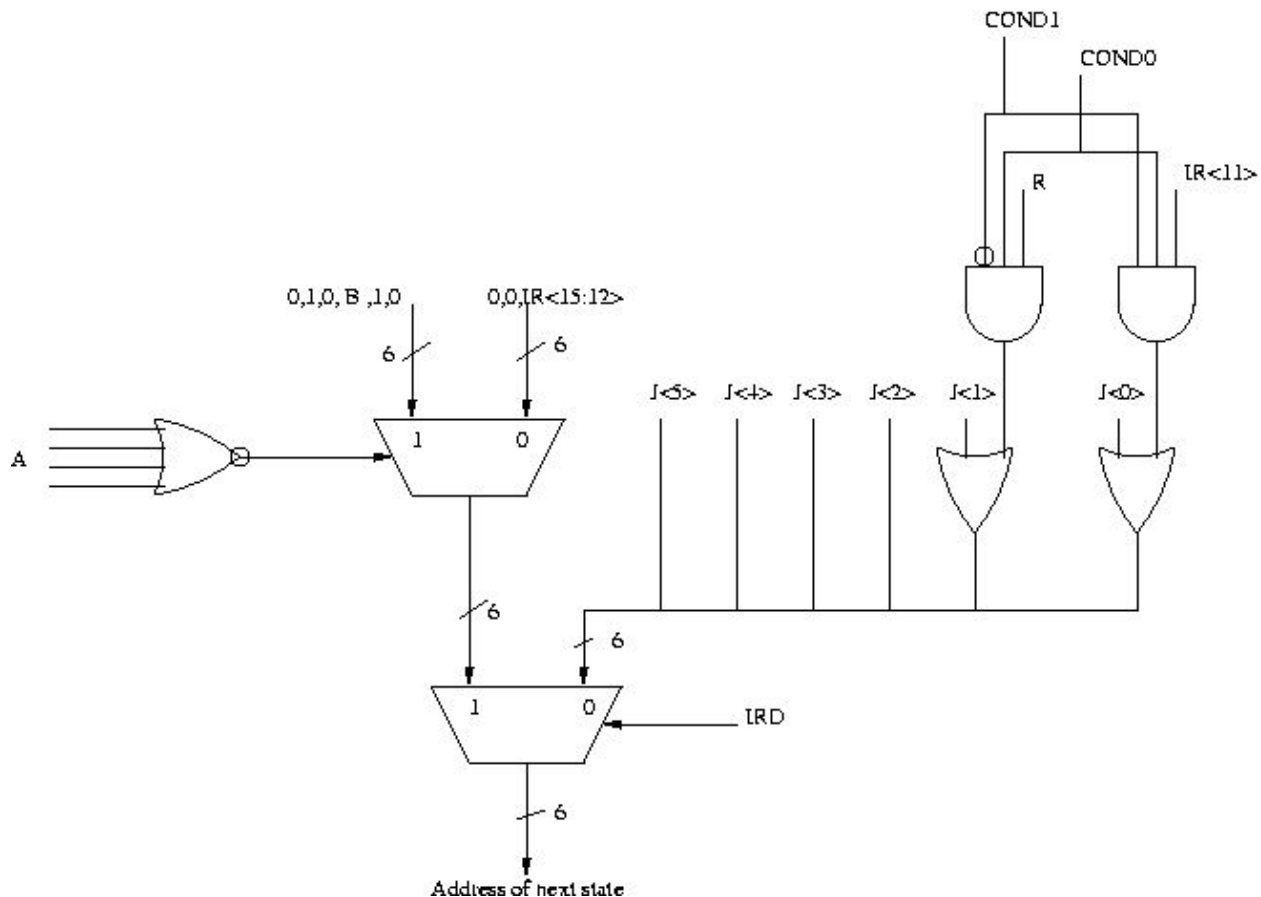 COND1
COND0
R
IR<11>
0,1,0, B ,1,0
0,0,IR<15:12>
6
6
J<5>
J<4>
J<3>
J<2>
J<1>
J<0>
A
1
0
6
6
1
0
IRD
6
Address of next state